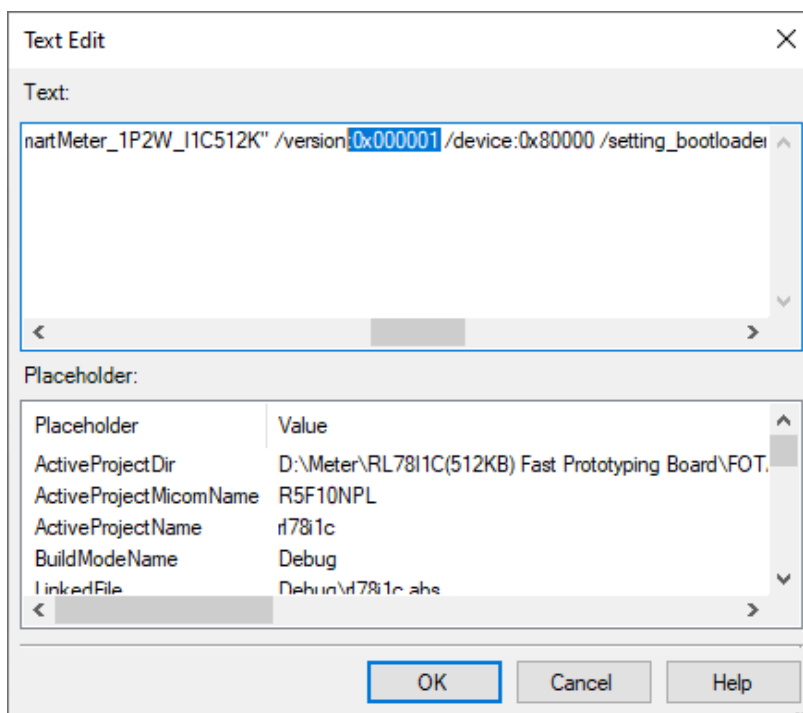 Text Edit
Text:
nartMeter_1P2W_I1C512K" /version:0x000001 /device:0x80000 /setting_bootloader
Placeholder:
Placeholder Value
ActiveProjectDir D:\Meter\RL78I1C(512KB) Fast Prototyping Board\FOT.
ActiveProjectMicomName R5F10NPL
ActiveProjectName rl78i1c
BuildModeName Debug
LinkedFile Debug\rl78i1c.abs
OK Cancel Help